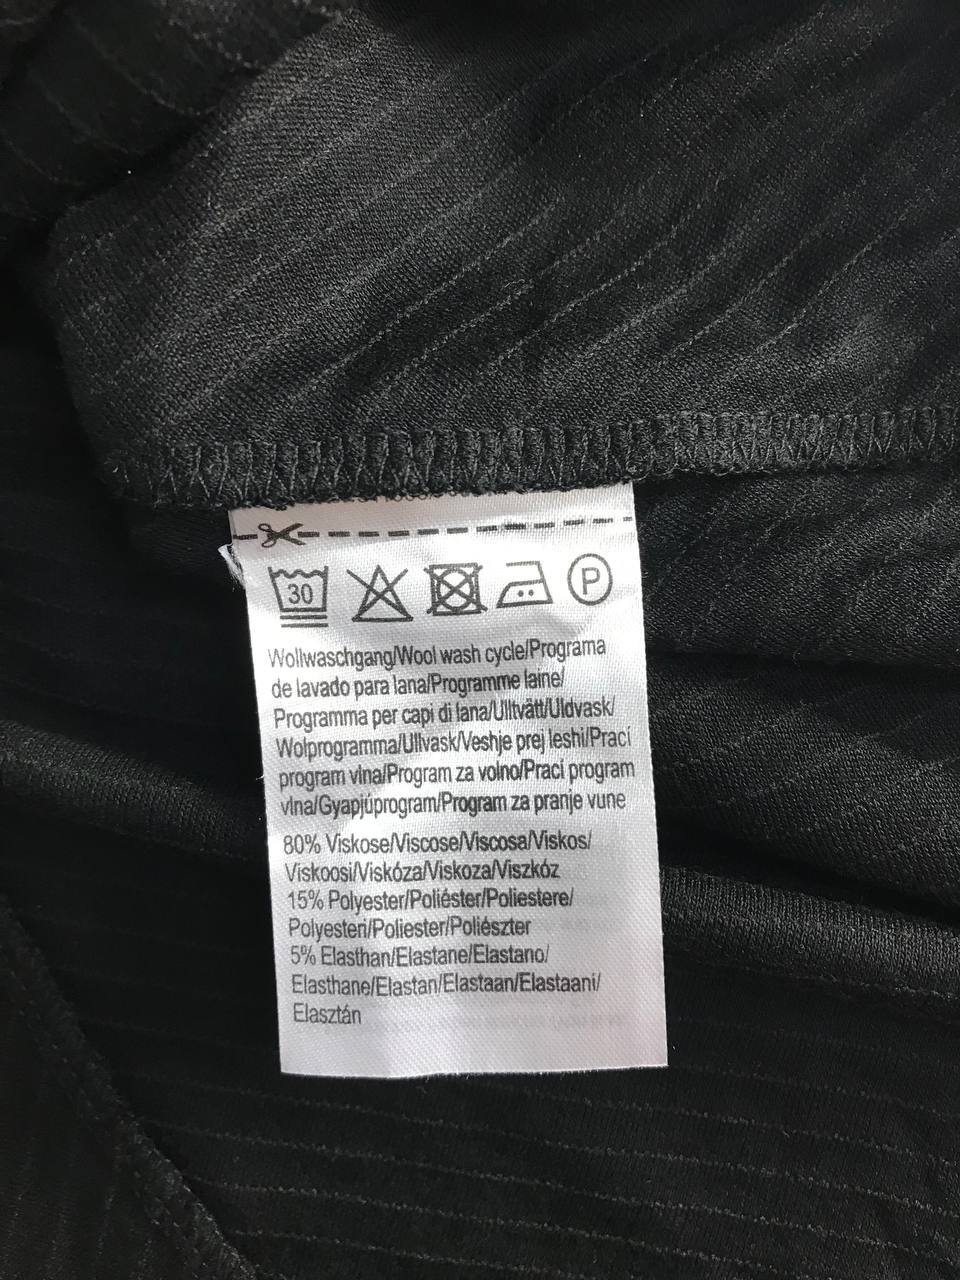 30 P
Wollwaschgang/Wool wash cycle/Programa
de lavado para lana/Programme laine/
Programma per capi di lana/Ulltvätt/Uldvask/
Wolprogramma/Ullvask/Veshje prej leshi/Prací
program vlna/Program za volno/Prací program
vlna/Gyapjúprogram/Program za pranje vune
80% Viskose/Viscose/Viscosa/Viskos/
Viskoosi/Viskóza/Viskoza/Viszkóz
15% Polyester/Poliéster/Poliestere/
Polyesteri/Poliester/Poliészter
5% Elasthan/Elastane/Elastano/
Elasthane/Elastan/Elastaan/Elastaani/
Elasztán